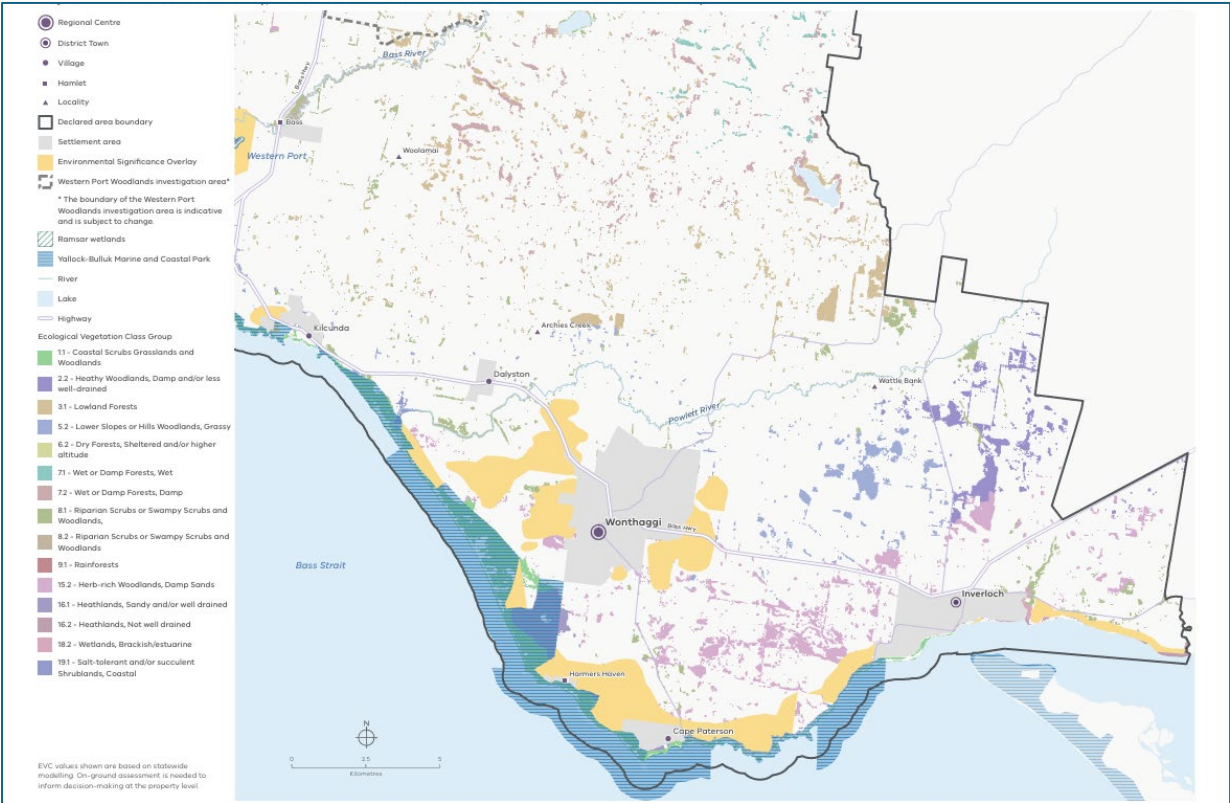 Regional Centre
District Town
Village
Hamlet
Locality
Declared area boundary
Settlement area
Environmental Significance Overlay
Western Port Woodlands investigation area*
* The boundary of the Western Port
Woodlands investigation area is indicative
and is subject to change.
Ramsar wetlands
Yallock-Bulluk Marine and Coastal Park
River
Lake
Highway
Ecological Vegetation Class Group
1.1 - Coastal Scrubs Grasslands and
Woodlands
2.2 - Heathy Woodlands, Damp and/or less
well-drained
3.1 - Lowland Forests
5.2 - Lower Slopes or Hills Woodlands, Grassy
6.2 - Dry Forests, Sheltered and/or higher
altitude
7.1 - Wet or Damp Forests, Wet
7.2 - Wet or Damp Forests, Damp
8.1 - Riparian Scrubs or Swampy Scrubs and
Woodlands,
8.2 - Riparian Scrubs or Swampy Scrubs and
Woodlands
9.1 - Rainforests
15.2 - Herb-rich Woodlands, Damp Sands
16.1 - Heathlands, Sandy and/or well drained
16.2 - Heathlands, Not well drained
18.2 - Wetlands, Brackish/estuarine
19.1 - Salt-tolerant and/or succulent
Shrublands, Coastal
EVC values shown are based on statewide
modelling. On-ground assessment is needed to
inform decision-making at the property level.
Bass River
Bass Hwy
Bass
Western Port
Woolamai
Kilcunda
Archies Creek
Dalyston
Wattle Bank
Powlett River
Wonthaggi
Bass Hwy
Bass Strait
Inverloch
Harmers Haven
Cape Paterson
N
0 2.5 5
Kilometres